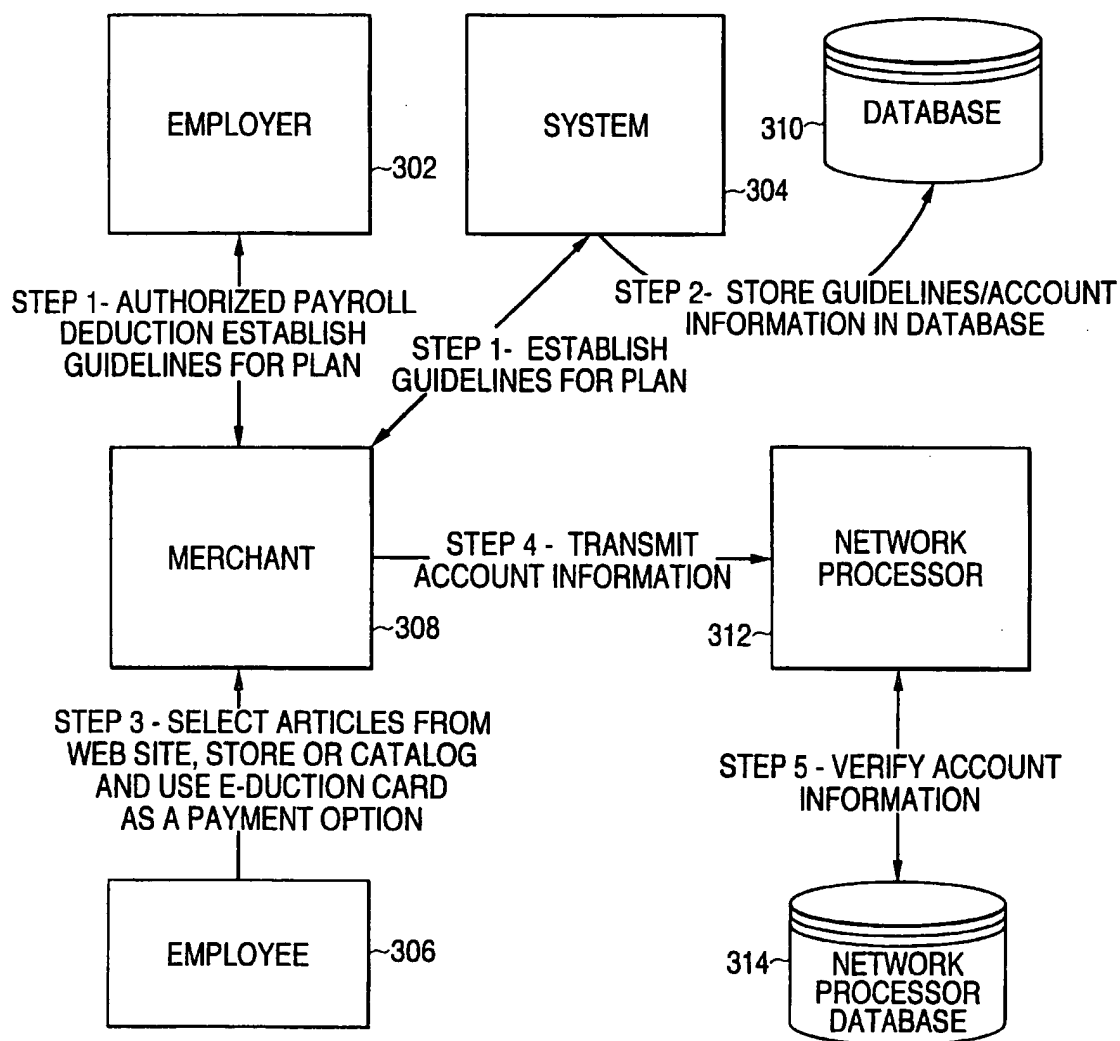 EMPLOYER
302
SYSTEM
304
DATABASE
310
STEP 1- AUTHORIZED PAYROLL
DEDUCTION ESTABLISH
GUIDELINES FOR PLAN
STEP 1- ESTABLISH
GUIDELINES FOR PLAN
STEP 2- STORE GUIDELINES/ACCOUNT
INFORMATION IN DATABASE
MERCHANT
308
STEP 4 - TRANSMIT
ACCOUNT INFORMATION
NETWORK
PROCESSOR
312
STEP 3 - SELECT ARTICLES FROM
WEB SITE, STORE OR CATALOG
AND USE E-DUCTION CARD
AS A PAYMENT OPTION
STEP 5 - VERIFY ACCOUNT
INFORMATION
EMPLOYEE
306
314
NETWORK
PROCESSOR
DATABASE